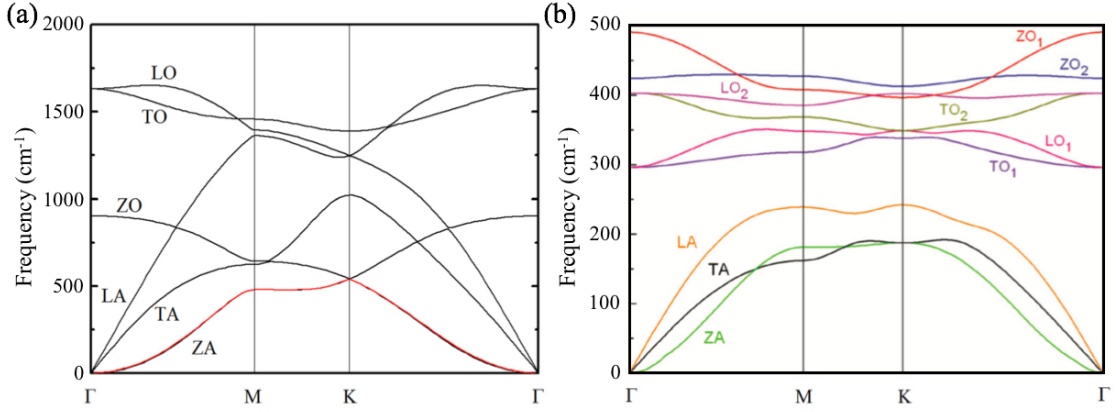 (a)
2000
1500
1000
500
0
Frequency (cm⁻¹)
LO
TO
ZO
LA
TA
ZA
Γ M K Γ
(b)
500
400
300
200
100
0
Frequency (cm⁻¹)
ZO₁
ZO₂
LO₂
TO₂
LO₁
TO₁
LA
TA
ZA
Γ M K Γ